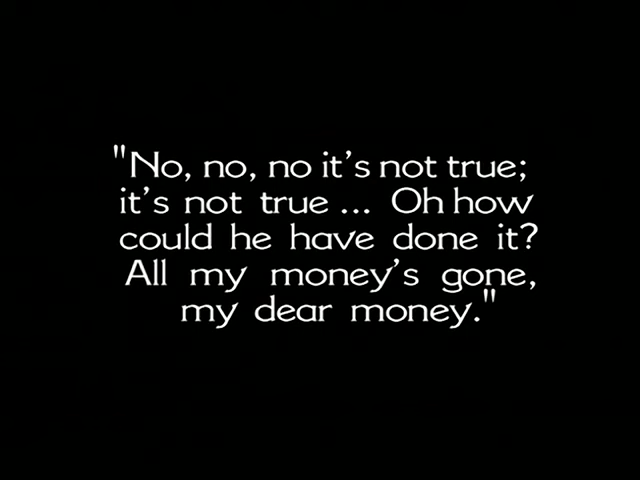 "No, no, no it's not true;
it's not true ... Oh how
could he have done it?
All my money's gone,
my dear money."